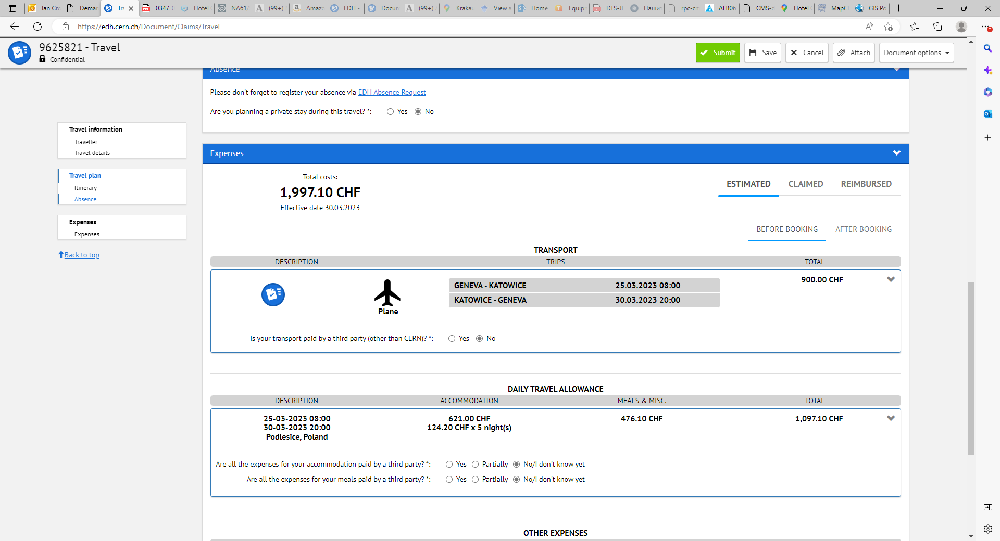 Ian Cro
Demar
Tra
0347_0
Hotel
NA61/
(99+)
Amazo
EDH -
Docum
(99+)
Krakau
View a
Home
Equipr
DTS-JL
Нашит
rpc-cm
AFB06
CMS-d
Hotel
MapCE
GIS Po
https://edh.cern.ch/Document/Claims/Travel
9625821 - Travel
Confidential
Submit
Save
Cancel
Attach
Document options
Absence
Please don't forget to register your absence via EDH Absence Request
Are you planning a private stay during this travel? *: Yes No
Travel information
Traveller
Travel details
Travel plan
Itinerary
Absence
Expenses
Expenses
Back to top
Expenses
Total costs:
1,997.10 CHF
Effective date 30.03.2023
ESTIMATED CLAIMED REIMBURSED
BEFORE BOOKING AFTER BOOKING
TRANSPORT
DESCRIPTION TRIPS TOTAL
GENEVA - KATOWICE 25.03.2023 08:00
KATOWICE - GENEVA 30.03.2023 20:00
900.00 CHF
Plane
Is your transport paid by a third party (other than CERN)? *: Yes No
DAILY TRAVEL ALLOWANCE
DESCRIPTION ACCOMMODATION MEALS & MISC. TOTAL
25-03-2023 08:00 621.00 CHF 476.10 CHF 1,097.10 CHF
30-03-2023 20:00 124.20 CHF x 5 night(s)
Podlesice, Poland
Are all the expenses for your accommodation paid by a third party? *: Yes Partially No/I don't know yet
Are all the expenses for your meals paid by a third party? *: Yes Partially No/I don't know yet
OTHER EXPENSES